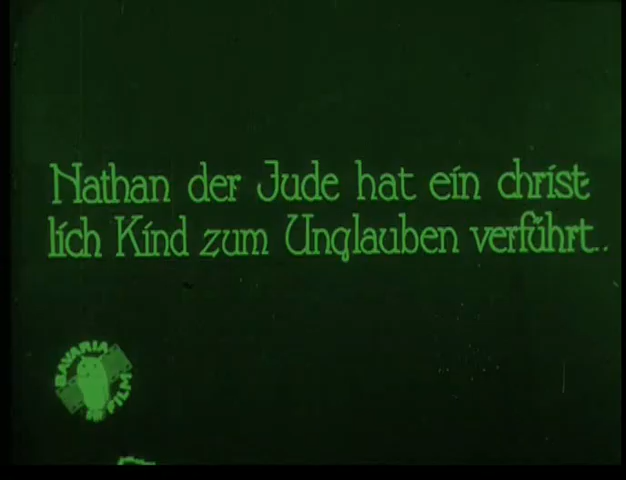 Nathan der Jude hat ein christ
lich Kind zum Unglauben verführt..
BAVARIA
FILM